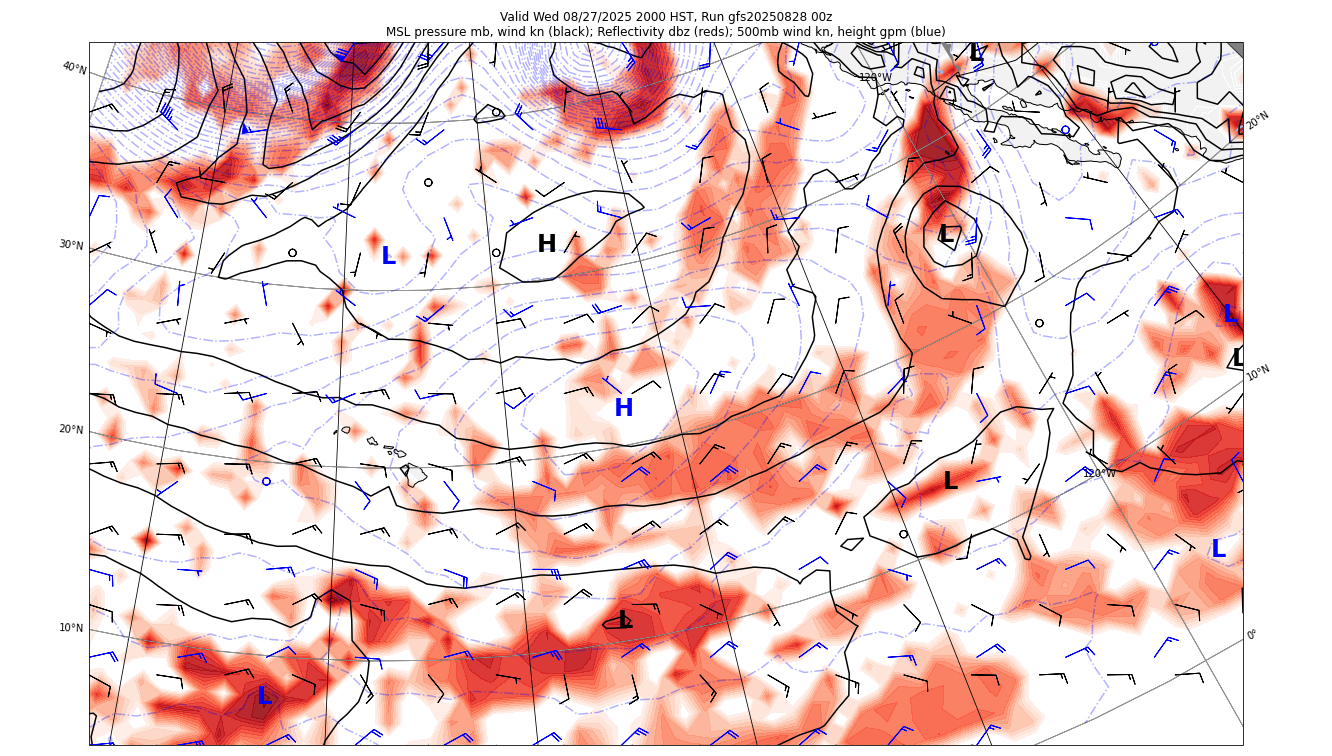 Valid Wed 08/27/2025 2000 HST, Run gfs20250828 00z
MSL pressure mb, wind kn (black); Reflectivity dbz (reds); 500mb wind kn, height gpm (blue)
L
40°N
120°W
20°N
L
H
30°N
L
L
L
10°N
H
20°N
120°W
L
L
L
10°N
0°
L